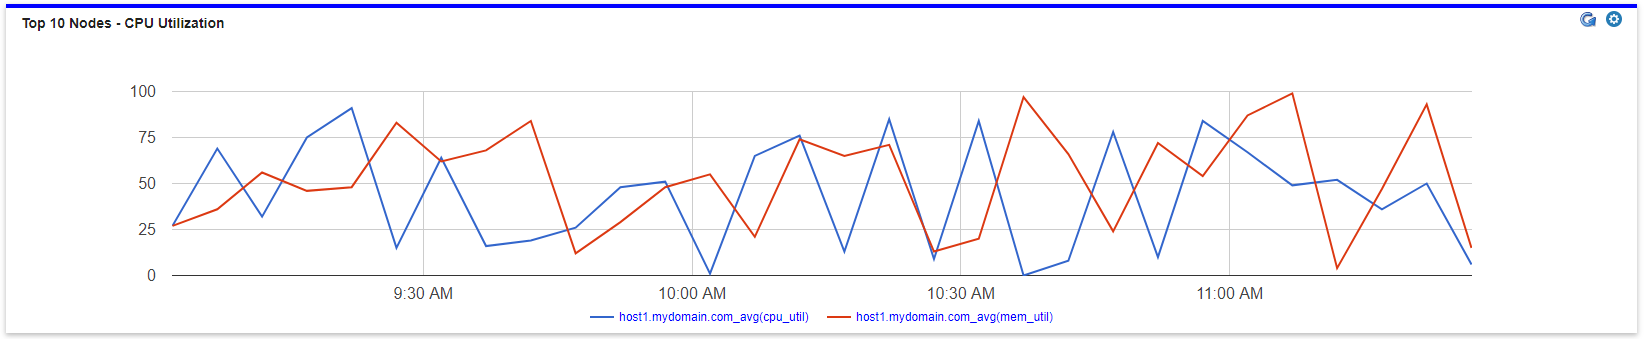 Top 10 Nodes - CPU Utilization
100
75
50
25
0
9:30 AM 10:00 AM 10:30 AM 11:00 AM
host1.mydomain.com_avg(cpu_util) host1.mydomain.com_avg(mem_util)